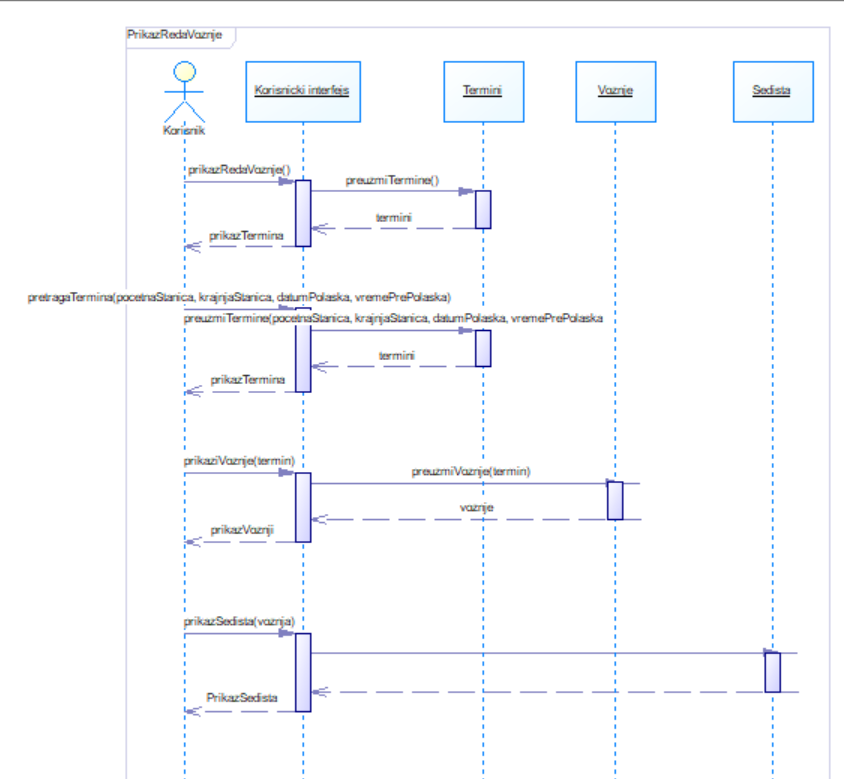 PrikazRedaVoznje
Korisnik
Korisnicki interfejs
Termini
Voznje
Sedista
prikazRedaVoznje()
preuzmiTermine()
termini
prikazTermina
pretragaTermina(pocetnaStanica, krajnjaStanica, datumPolaska, vremePrePolaska)
preuzmiTermine(pocetnaStanica, krajnjaStanica, datumPolaska, vremePrePolaska
termini
prikazTermina
prikaziVoznje(termin)
preuzmiVoznje(termin)
voznje
prikazVoznji
prikazSedista(voznja)
PrikazSedista